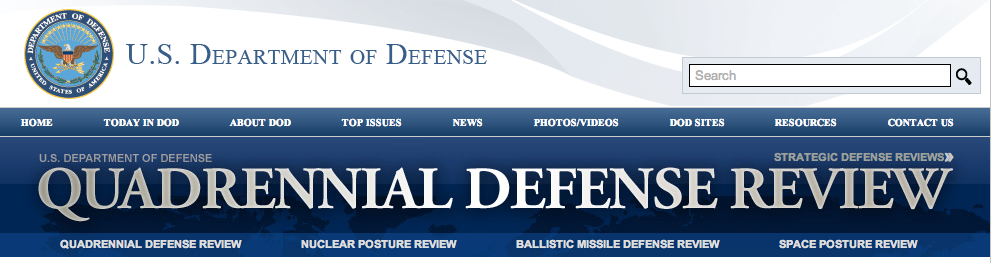 DEPARTMENT OF DEFENSE
UNITED STATES OF AMERICA
U.S. DEPARTMENT OF DEFENSE
Search
HOME TODAY IN DOD ABOUT DOD TOP ISSUES NEWS PHOTOS/VIDEOS DOD SITES RESOURCES CONTACT US
U.S. DEPARTMENT OF DEFENSE STRATEGIC DEFENSE REVIEWS»
QUADRENNIAL DEFENSE REVIEW
QUADRENNIAL DEFENSE REVIEW NUCLEAR POSTURE REVIEW BALLISTIC MISSILE DEFENSE REVIEW SPACE POSTURE REVIEW